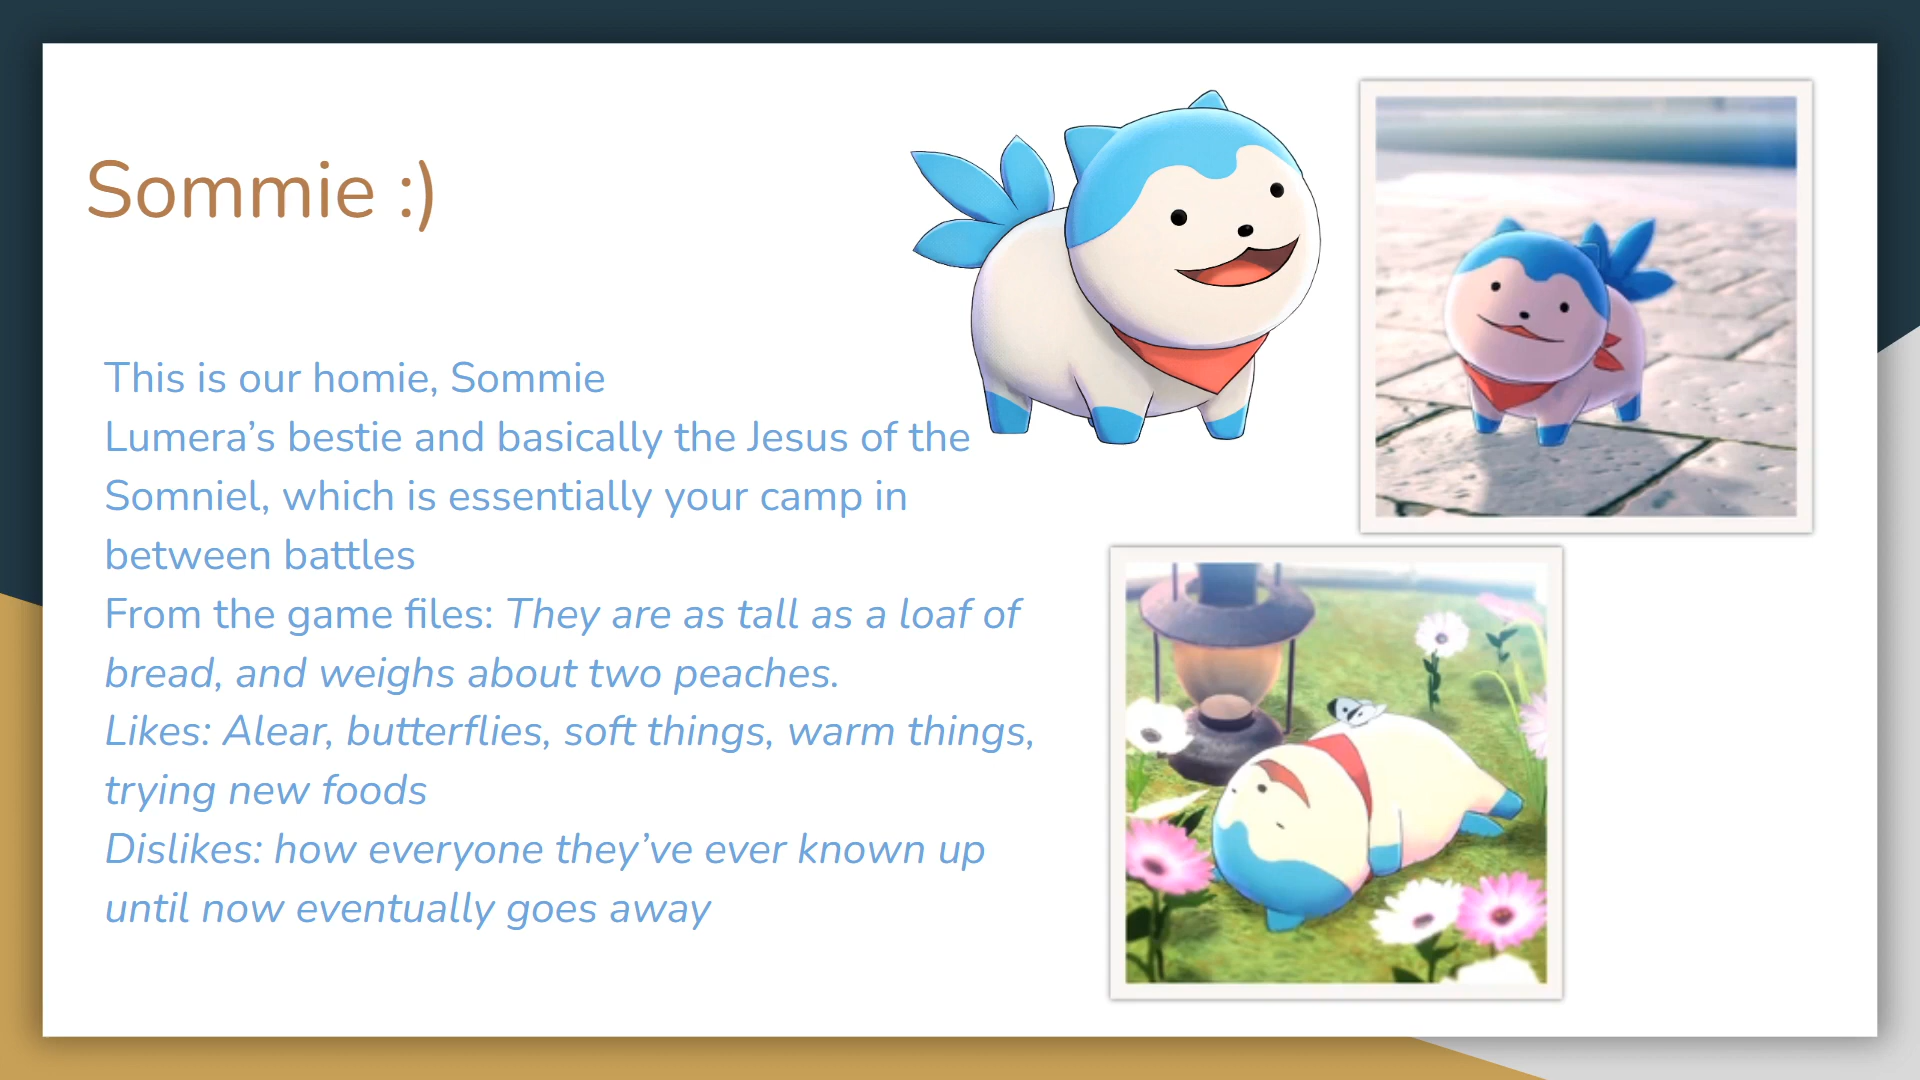 Sommie :)
This is our homie, Sommie
Lumera’s bestie and basically the Jesus of the
Somniel, which is essentially your camp in
between battles
From the game files: They are as tall as a loaf of
bread, and weighs about two peaches.
Likes: Alear, butterflies, soft things, warm things,
trying new foods
Dislikes: how everyone they’ve ever known up
until now eventually goes away